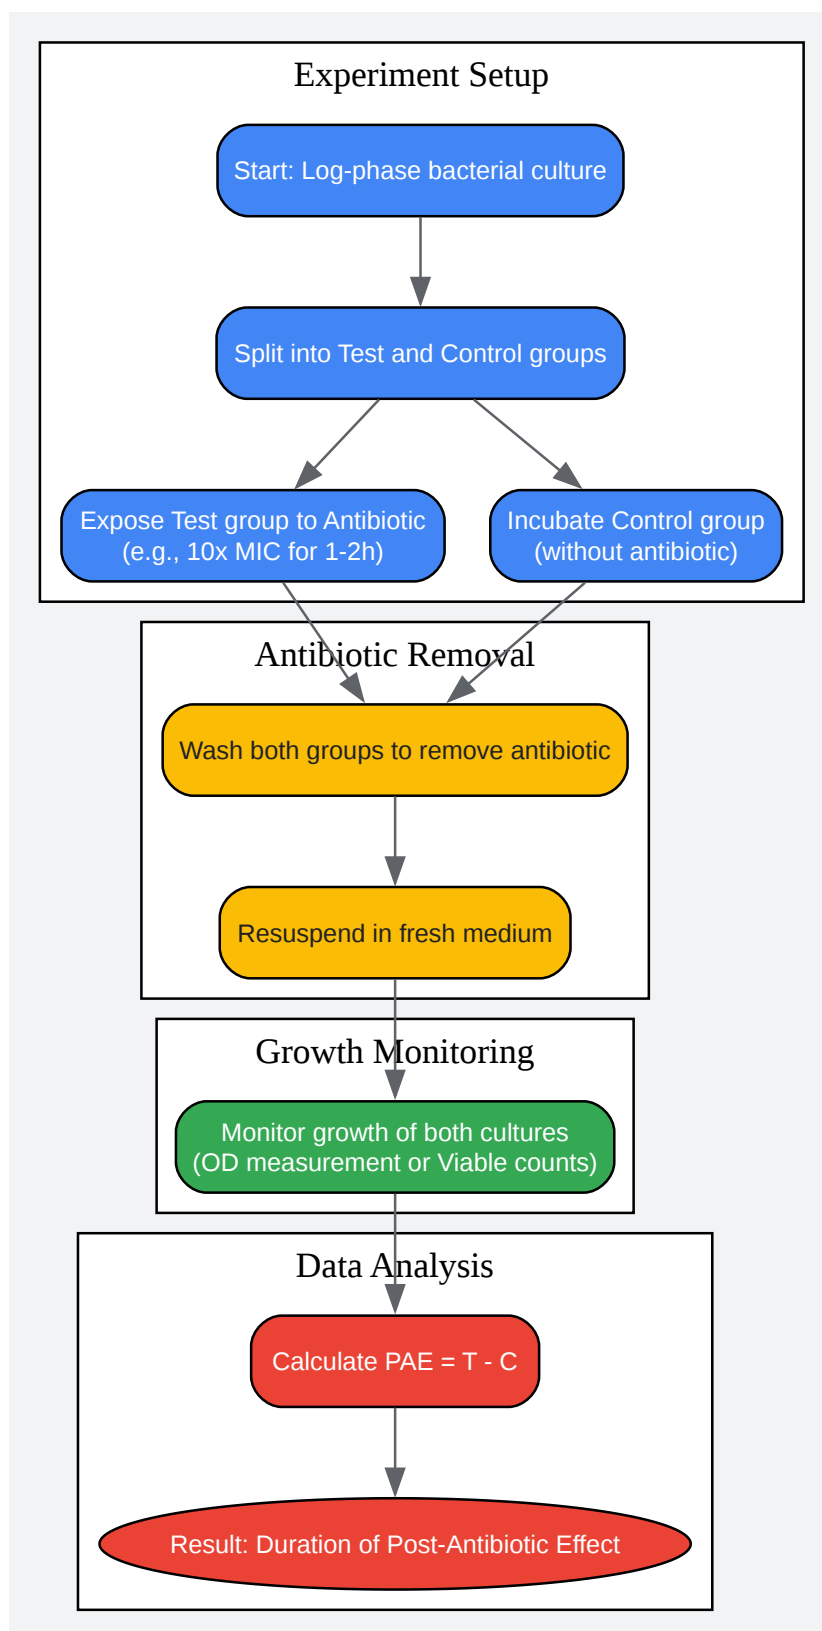 Experiment Setup
Start: Log-phase bacterial culture
Split into Test and Control groups
Expose Test group to Antibiotic
(e.g., 10x MIC for 1-2h)
Incubate Control group
(without antibiotic)
Antibiotic Removal
Wash both groups to remove antibiotic
Resuspend in fresh medium
Growth Monitoring
Monitor growth of both cultures
(OD measurement or Viable counts)
Data Analysis
Calculate PAE = T - C
Result: Duration of Post-Antibiotic Effect